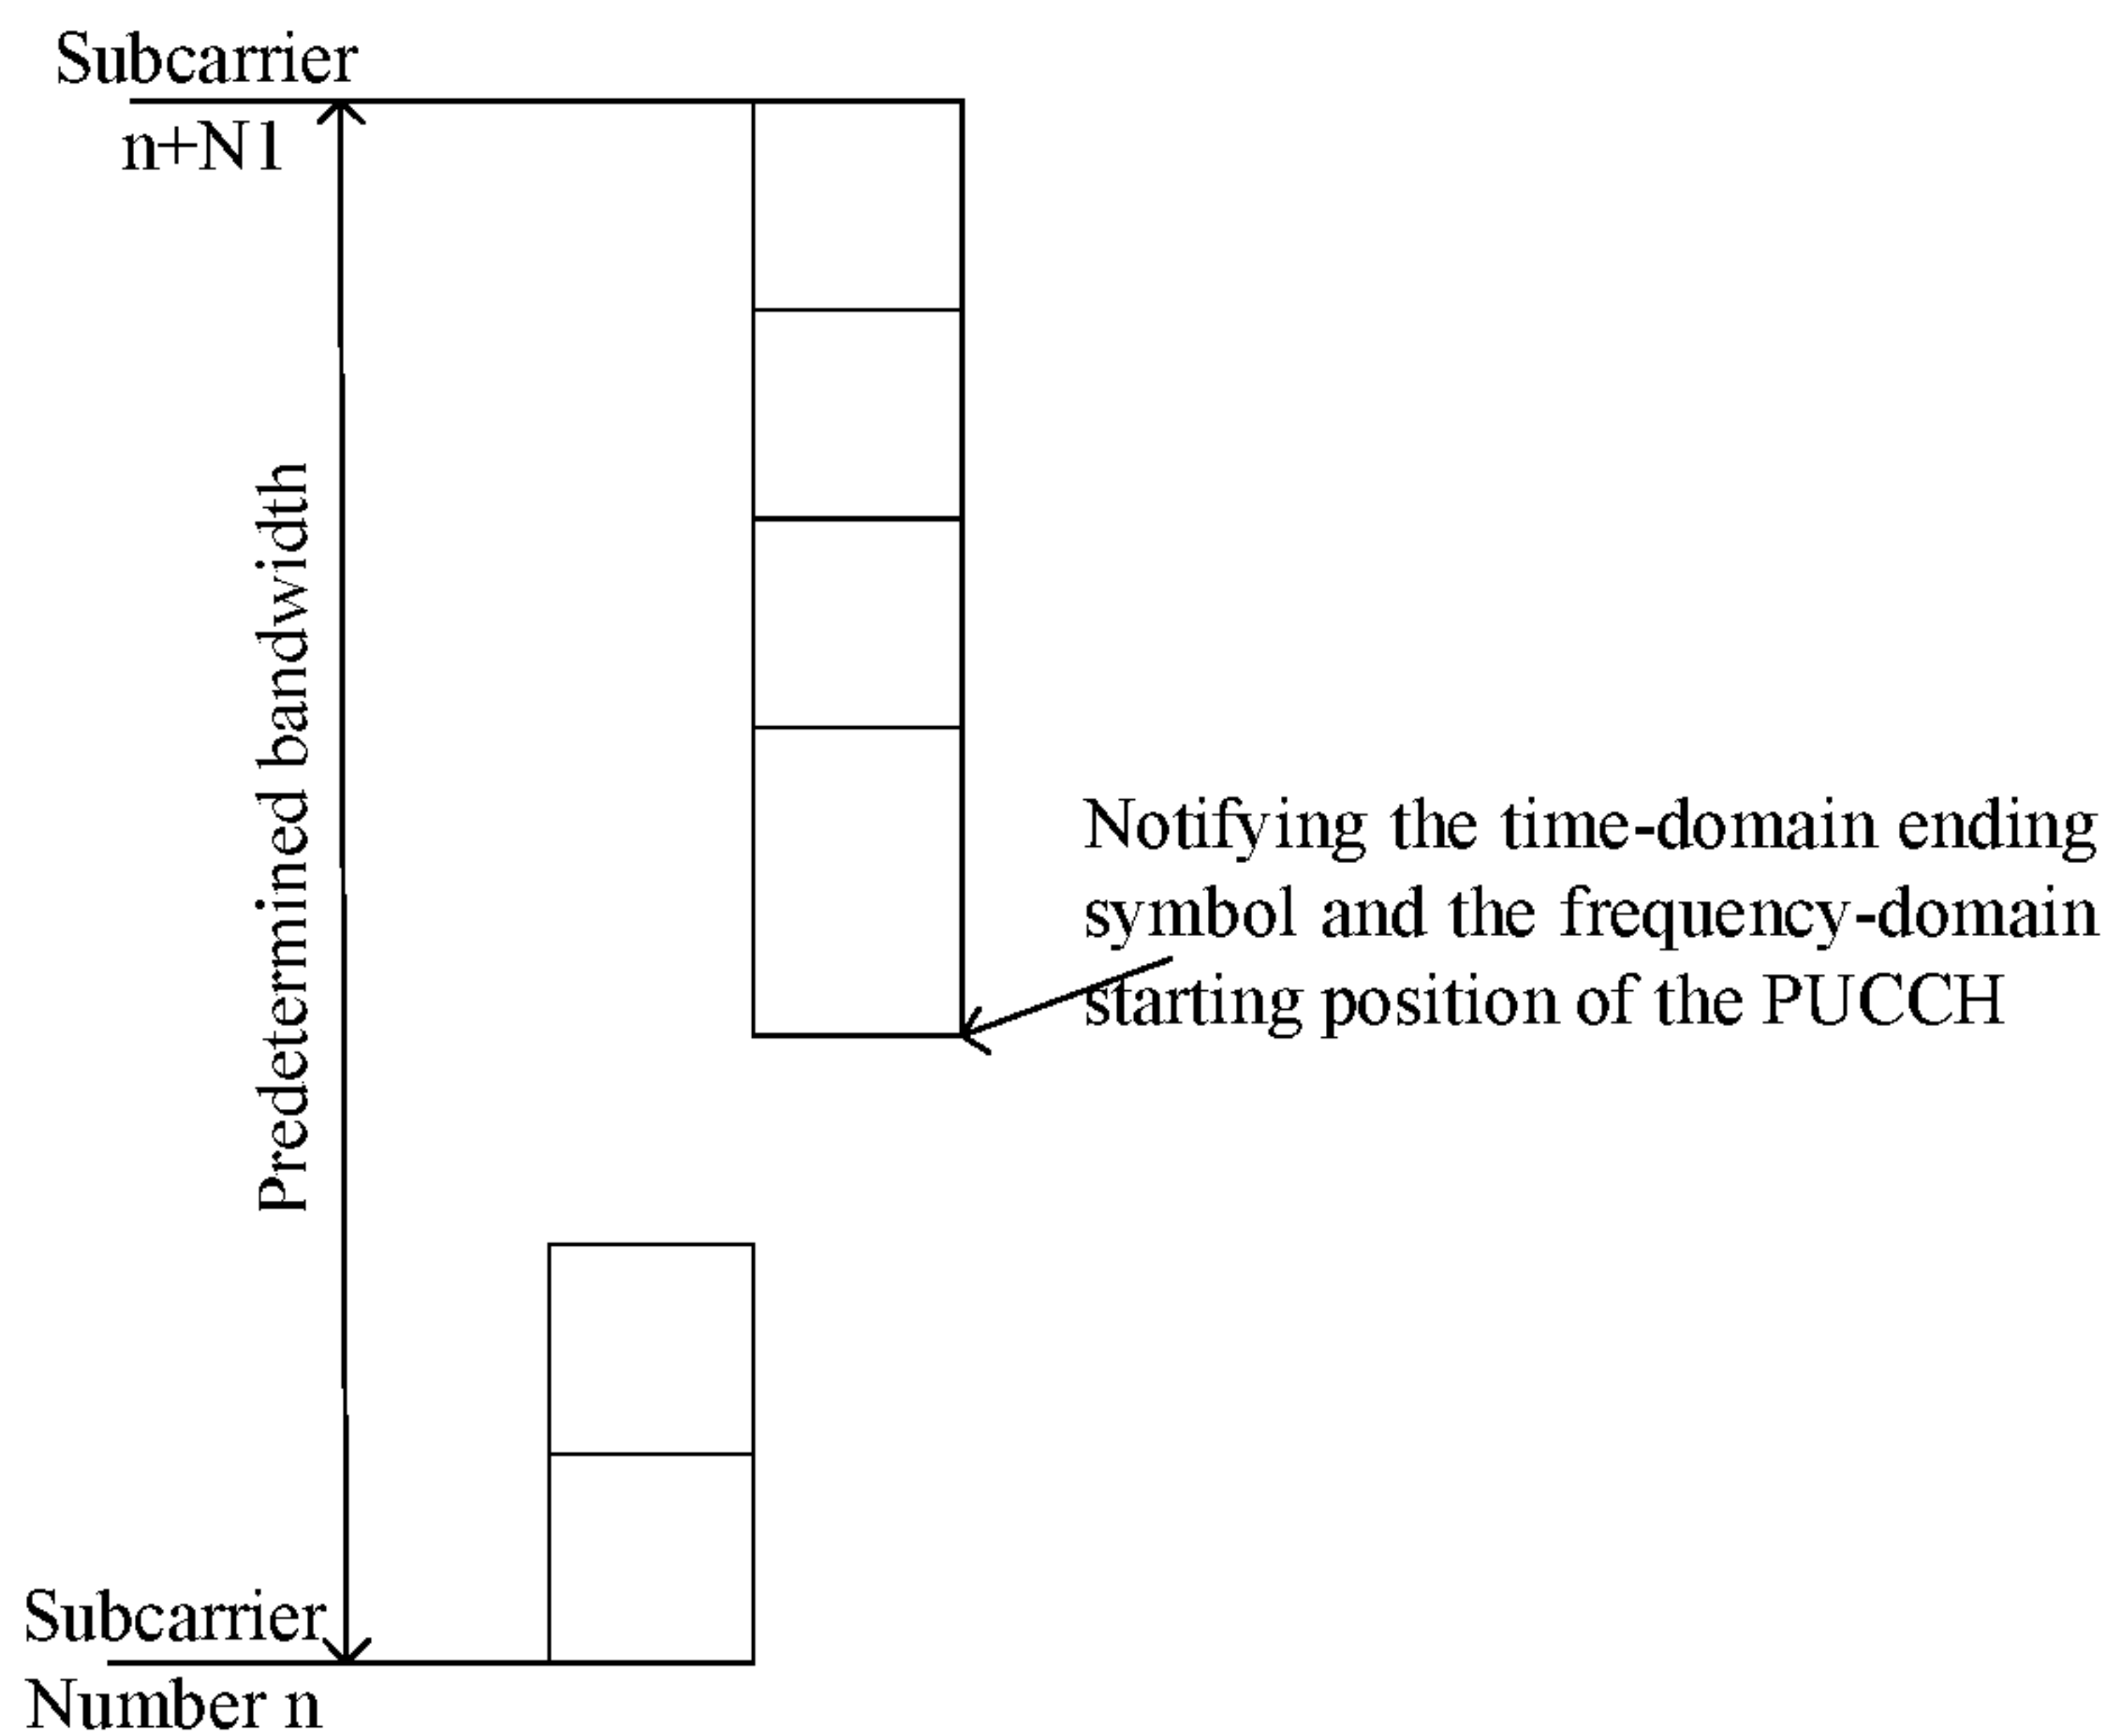 Subcarrier
n+N1
Predetermined bandwidth
Notifying the time-domain ending
symbol and the frequency-domain
starting position of the PUCCH
Subcarrier
Number n